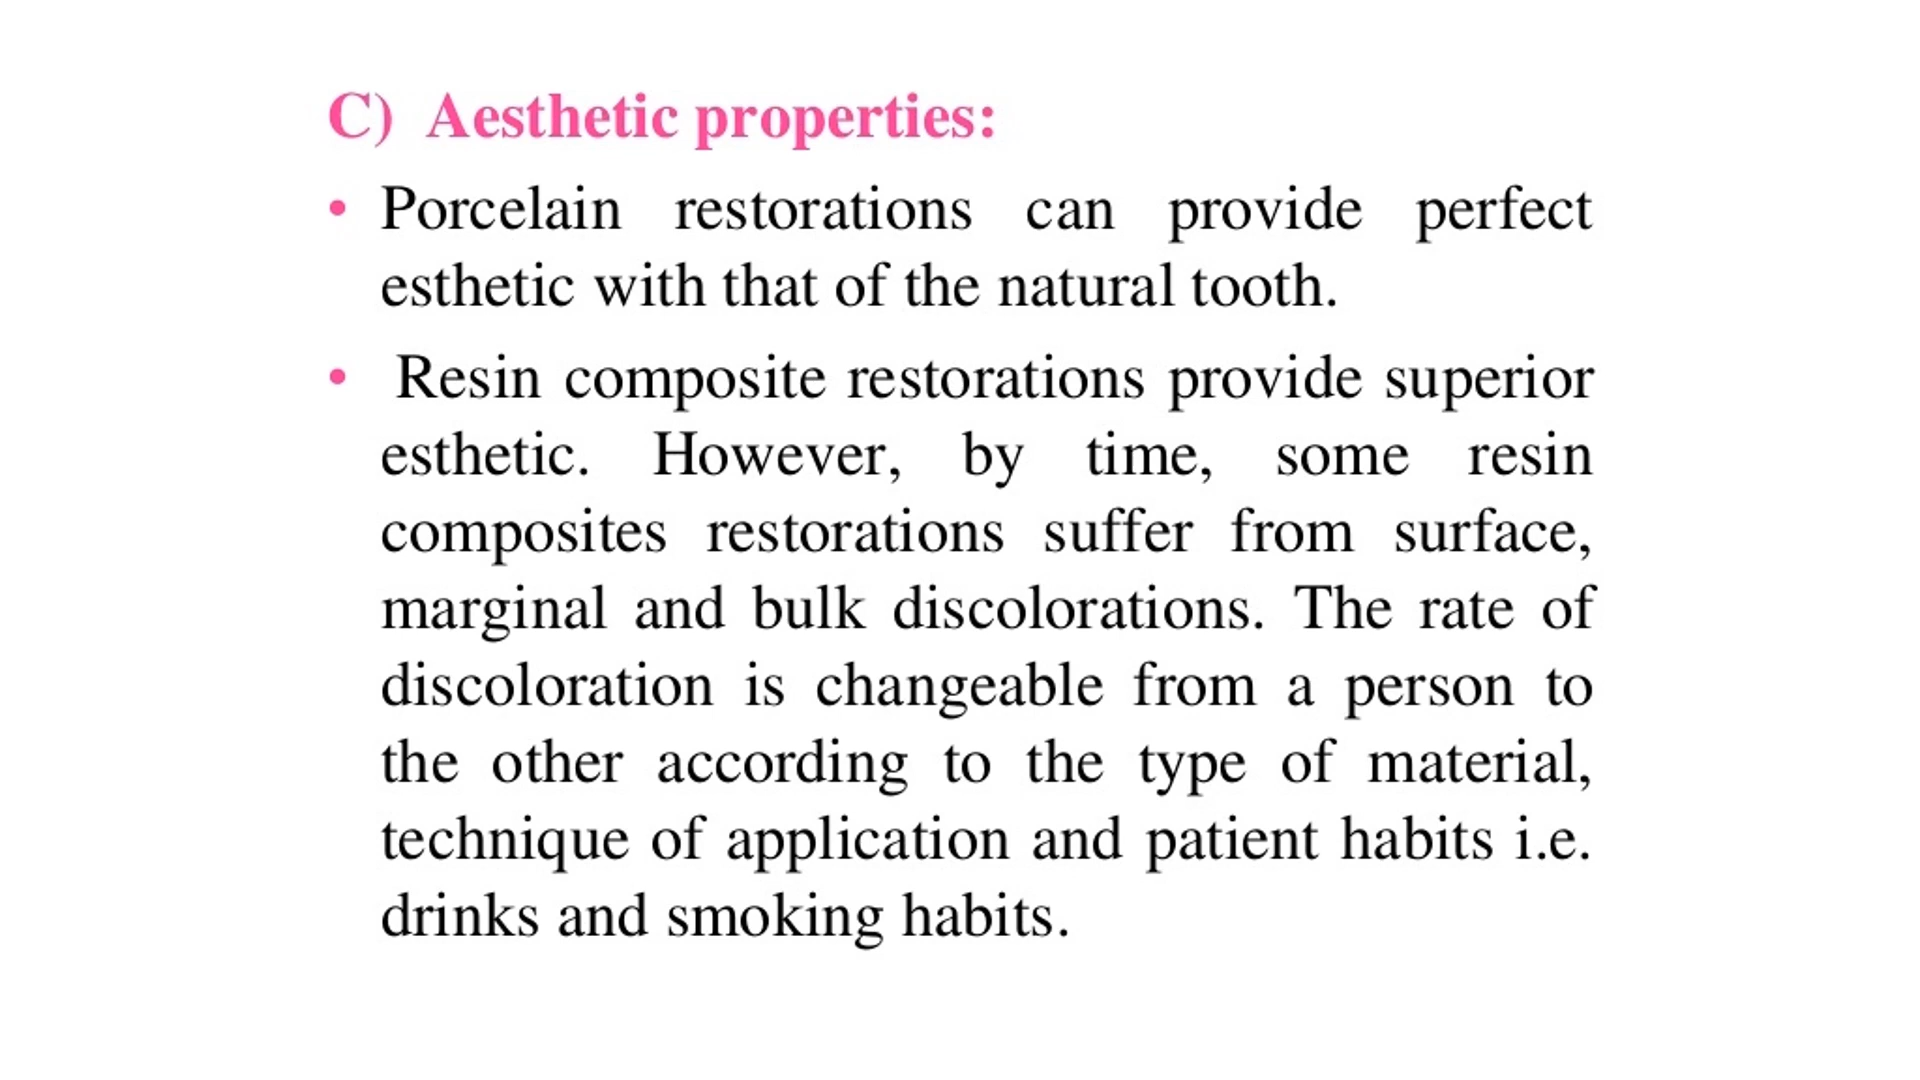 C) Aesthetic properties:
• Porcelain restorations can provide perfect
esthetic with that of the natural tooth.
• Resin composite restorations provide superior
esthetic. However, by time, some resin
composites restorations suffer from surface,
marginal and bulk discolorations. The rate of
discoloration is changeable from a person to
the other according to the type of material,
technique of application and patient habits i.e.
drinks and smoking habits.